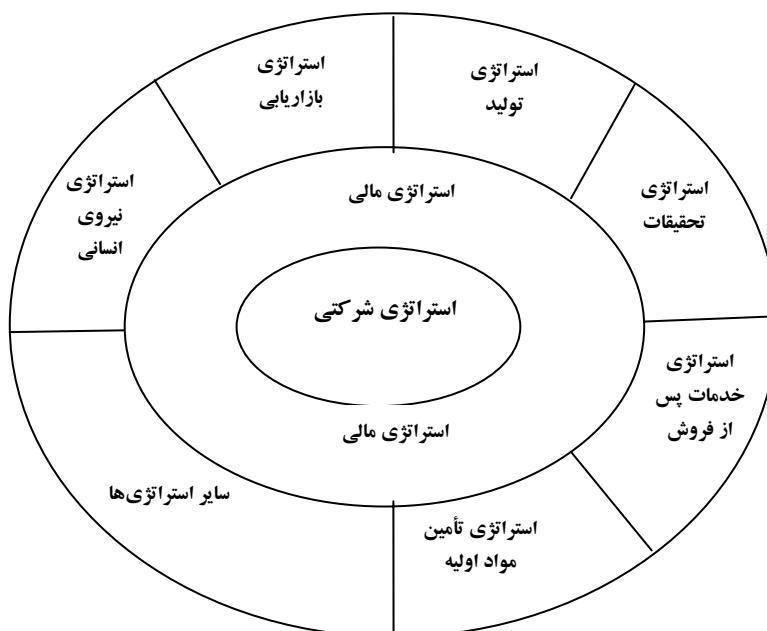 استراتژی
بازاریابی
استراتژی
تولید
استراتژی
تحقیقات
استراتژی
نیروی
انسانی
استراتژی مالی
استراتژی شرکتی
استراتژی
خدمات پس
از فروش
استراتژی مالی
سایر استراتژی‌ها
استراتژی تأمین
مواد اولیه